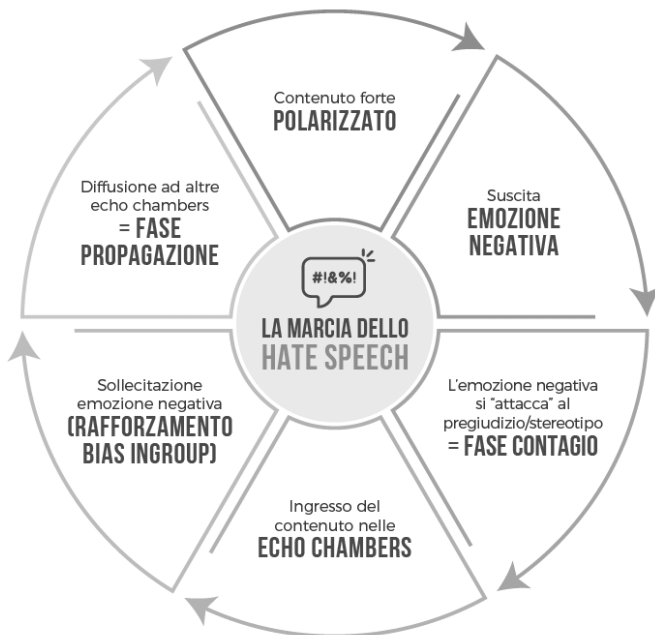 Contenuto forte
POLARIZZATO
Suscita
EMOZIONE
NEGATIVA
L'emozione negativa
si "attacca" al
pregiudizio/stereotipo
= FASE CONTAGIO
Ingresso del
contenuto nelle
ECHO CHAMBERS
Sollecitazione
emozione negativa
(RAFFORZAMENTO
BIAS INGROUP)
Diffusione ad altre
echo chambers
= FASE
PROPAGAZIONE
#!&%!
LA MARCIA DELLO
HATE SPEECH